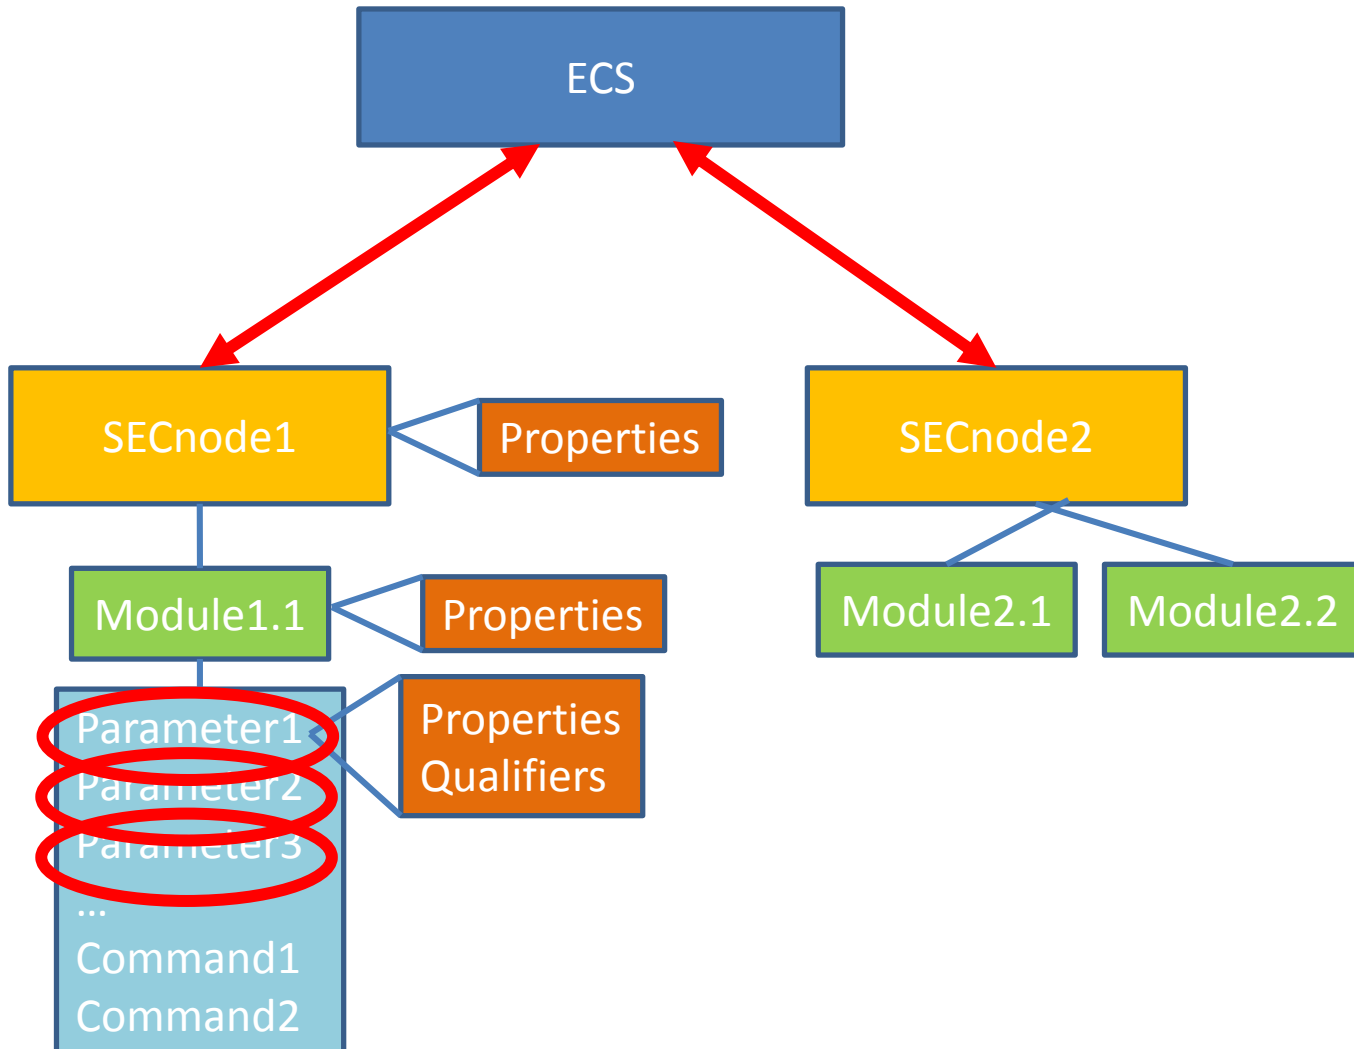 ECS
SECnode1
Properties
SECnode2
Module1.1
Properties
Module2.1
Module2.2
Parameter1
Parameter2
Parameter3
...
Command1
Command2
Properties
Qualifiers